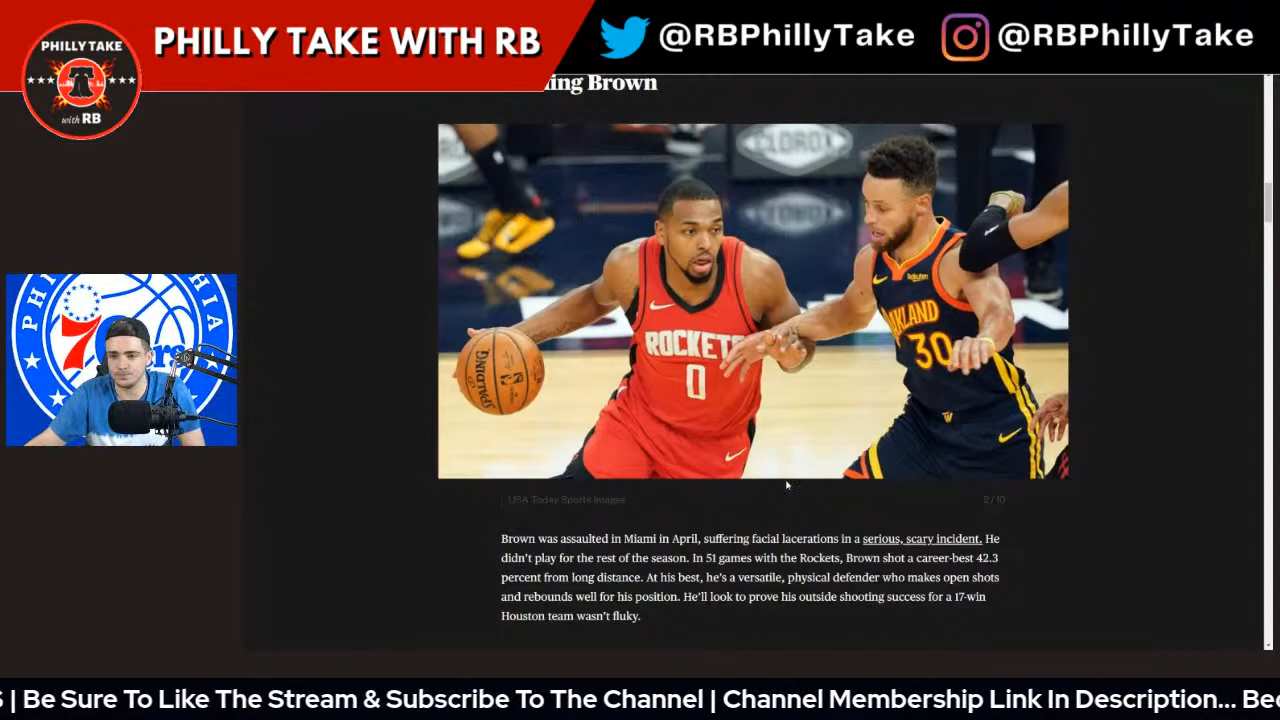 PHILLY TAKE
with RB
PHILLY TAKE WITH RB
@RBPhillyTake
@RBPhillyTake
ing Brown
CLOROX
ROCKETS
0
OAKLAND
30
Rakuten
SPALDING
USA Today Sports Images
2/10
Brown was assaulted in Miami in April, suffering facial lacerations in a serious, scary incident. He
didn't play for the rest of the season. In 51 games with the Rockets, Brown shot a career-best 42.3
percent from long distance. At his best, he's a versatile, physical defender who makes open shots
and rebounds well for his position. He'll look to prove his outside shooting success for a 17-win
Houston team wasn't fluky.
S | Be Sure To Like The Stream & Subscribe To The Channel | Channel Membership Link In Description... Bec